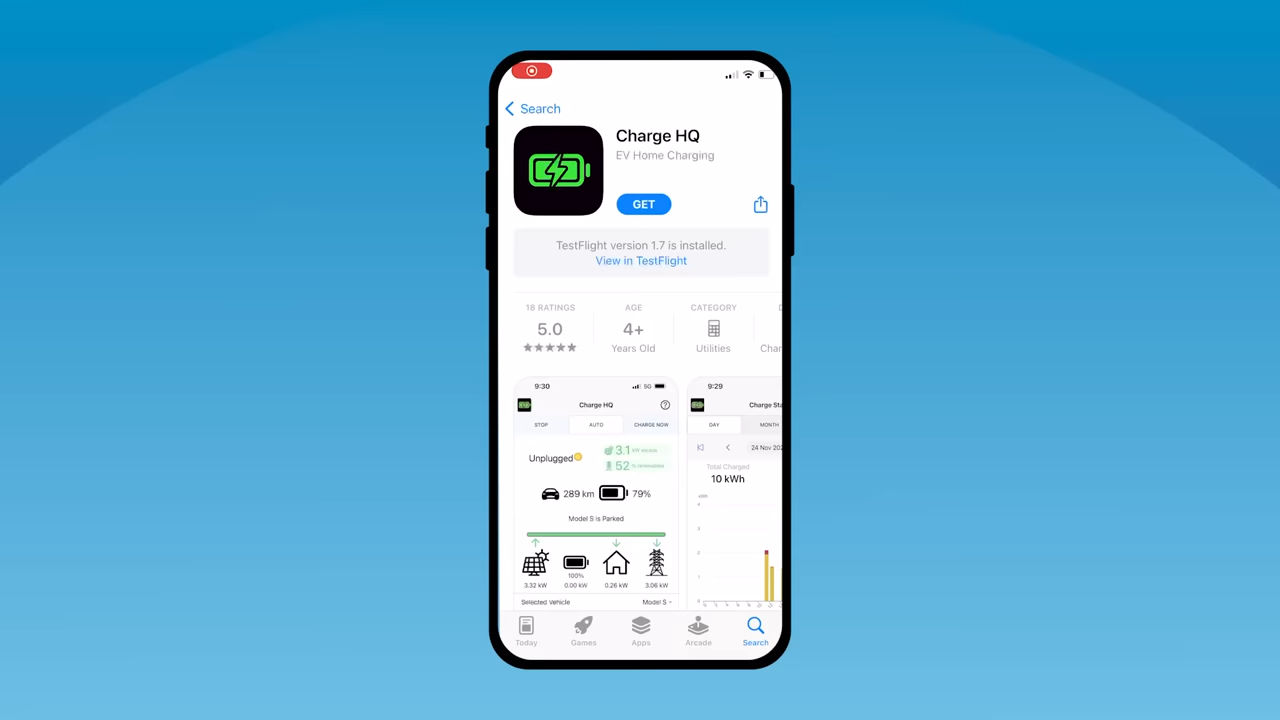 Search
Charge HQ
EV Home Charging
GET
TestFlight version 1.7 is installed.
View in TestFlight
18 RATINGS
AGE
CATEGORY
5.0
4+
Years Old
Utilities
9:30
5G
Charge HQ
STOP
AUTO
CHARGE NOW
Unplugged
3.1
52 % renewables
289 km
79%
Model S is Parked
100%
3.32 kW
0.00 kW
0.26 kW
3.06 kW
Selected Vehicle
Model S
9:29
DAY
MONTH
Total Charged
10 kWh
Today
Games
Apps
Arcade
Search